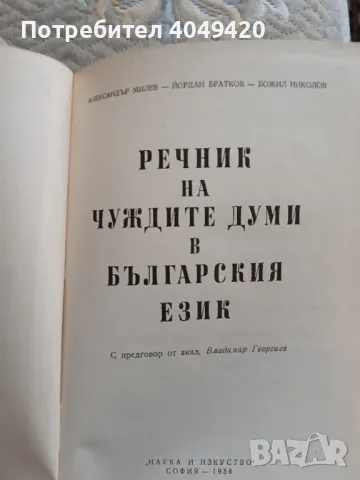 Потребител 4049420
АЛЕКСАНДЪР МИЛЕВ — ЙОРДАН БРАТКОВ — БОЖИЛ НИКОЛОВ
РЕЧНИК
НА
ЧУЖДИТЕ ДУМИ
В
БЪЛГАРСКИЯ
ЕЗИК
С предговор от акад. Владимир Георгиев
„НАУКА И ИЗКУСТВО“
СОФИЯ — 1958
bazar